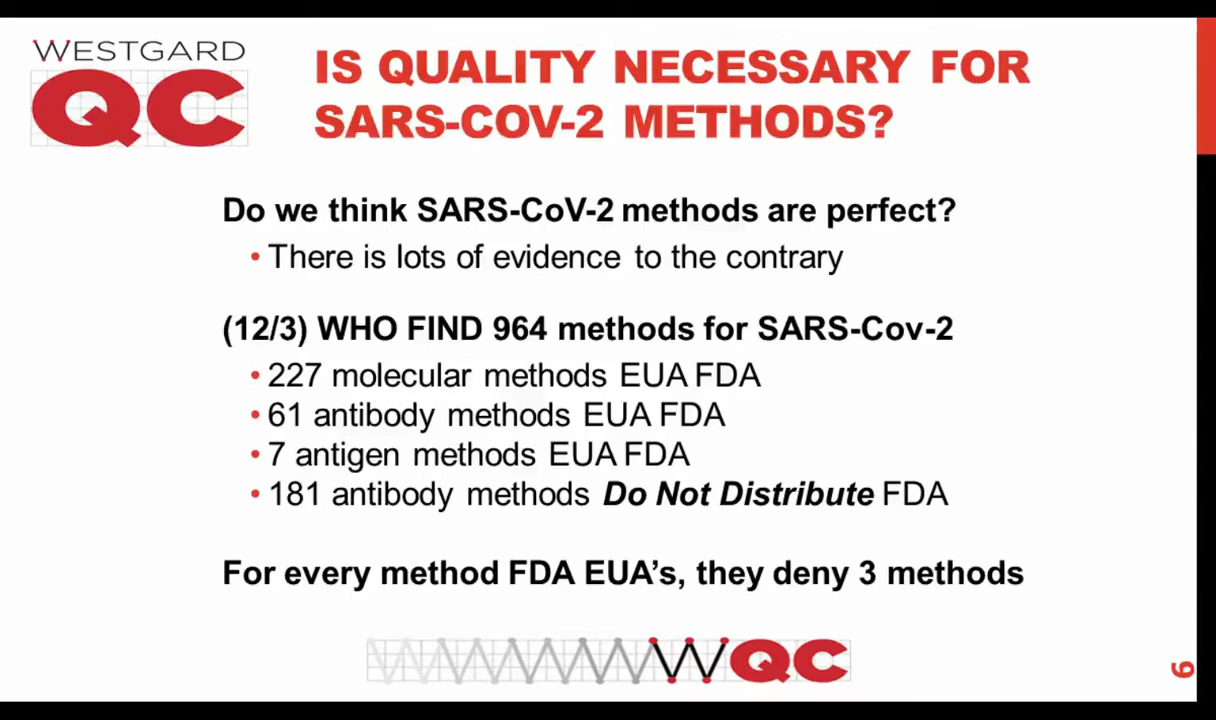 WESTGARD
QC
IS QUALITY NECESSARY FOR
SARS-COV-2 METHODS?
Do we think SARS-CoV-2 methods are perfect?
• There is lots of evidence to the contrary
(12/3) WHO FIND 964 methods for SARS-Cov-2
• 227 molecular methods EUA FDA
• 61 antibody methods EUA FDA
• 7 antigen methods EUA FDA
• 181 antibody methods Do Not Distribute FDA
For every method FDA EUA’s, they deny 3 methods
WQC
6